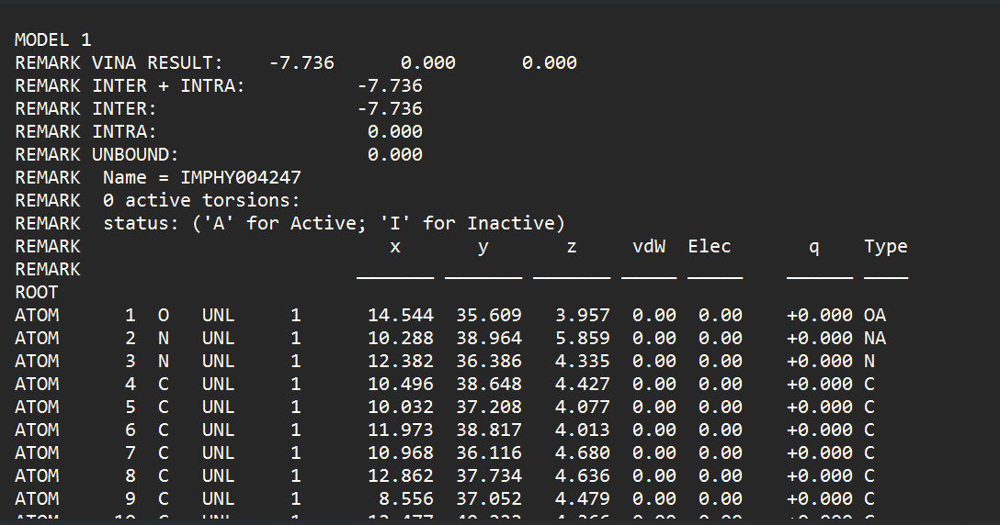 MODEL 1
REMARK VINA RESULT:    -7.736      0.000      0.000
REMARK INTER + INTRA:          -7.736
REMARK INTER:                  -7.736
REMARK INTRA:                   0.000
REMARK UNBOUND:                 0.000
REMARK  Name = IMPHY004247
REMARK  0 active torsions:
REMARK  status: ('A' for Active; 'I' for Inactive)
REMARK                            x       y       z     vdW  Elec       q    Type
REMARK                         _______ _______ _______ _____ _____    ______ ____
ROOT
ATOM      1  O   UNL     1      14.544  35.609   3.957  0.00  0.00    +0.000 OA
ATOM      2  N   UNL     1      10.288  38.964   5.859  0.00  0.00    +0.000 NA
ATOM      3  N   UNL     1      12.382  36.386   4.335  0.00  0.00    +0.000 N
ATOM      4  C   UNL     1      10.496  38.648   4.427  0.00  0.00    +0.000 C
ATOM      5  C   UNL     1      10.032  37.208   4.077  0.00  0.00    +0.000 C
ATOM      6  C   UNL     1      11.973  38.817   4.013  0.00  0.00    +0.000 C
ATOM      7  C   UNL     1      10.968  36.116   4.680  0.00  0.00    +0.000 C
ATOM      8  C   UNL     1      12.862  37.734   4.636  0.00  0.00    +0.000 C
ATOM      9  C   UNL     1       8.556  37.052   4.479  0.00  0.00    +0.000 C